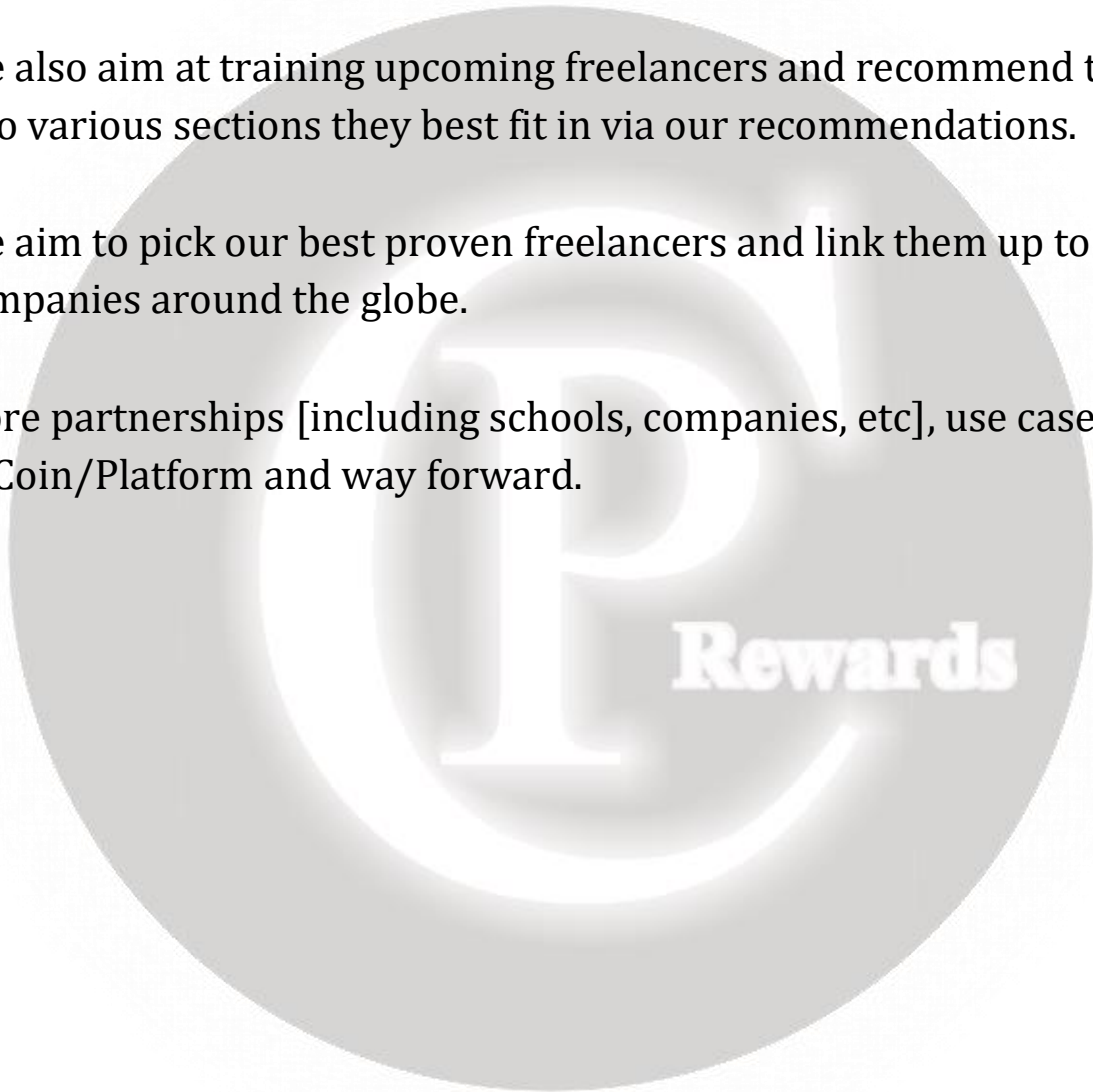 e also aim at training upcoming freelancers and recommend t
o various sections they best fit in via our recommendations.
e aim to pick our best proven freelancers and link them up to
mpanies around the globe.
ore partnerships [including schools, companies, etc], use case
Coin/Platform and way forward.
CP
Rewards